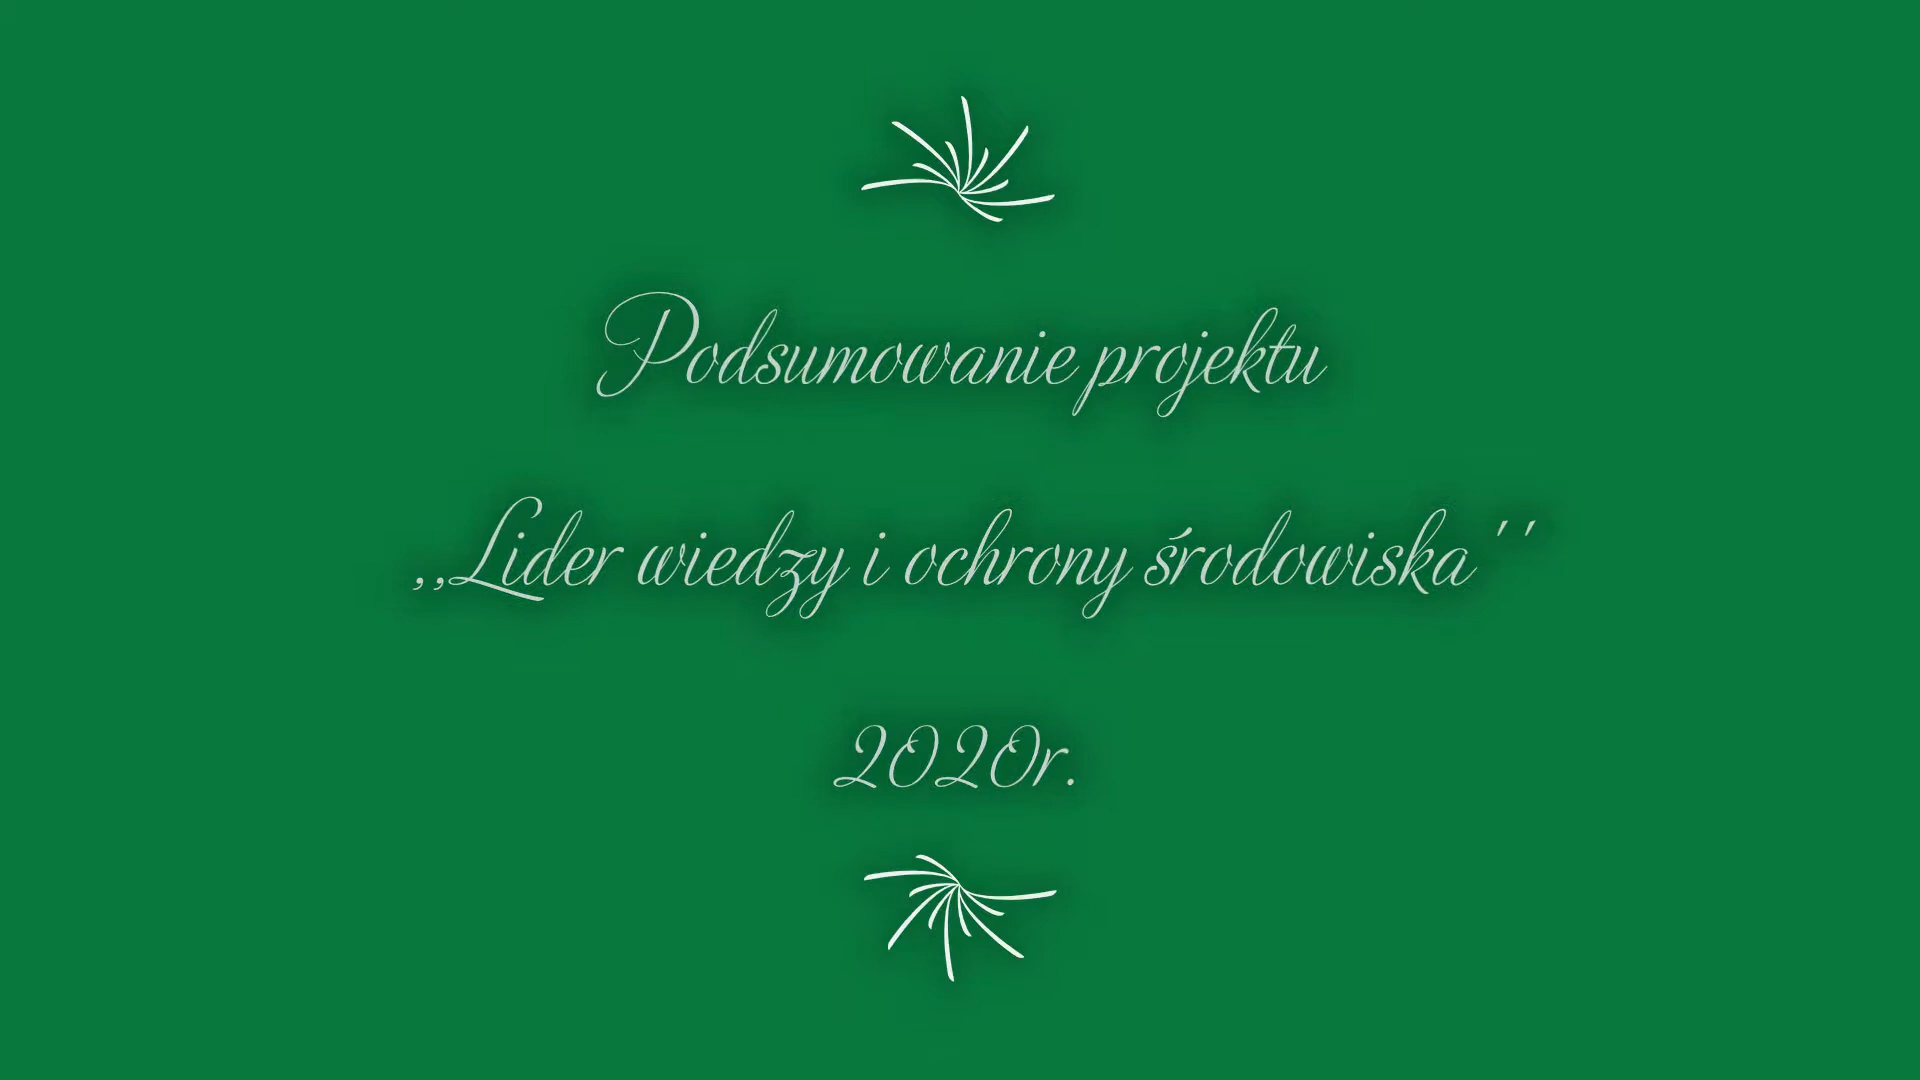 Podsumowanie projektu
,,Lider wiedzy i ochrony środowiska''
2020r.